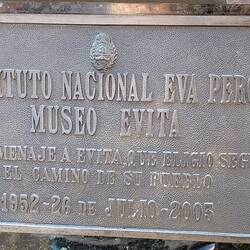 TUTO NACIONAL EVA PERO
MUSEO EVITA
MENAJE A EVITA, QUE ELIGIO SEG
EL CAMINO DE SU PUEBLO
1952-26 DE JULIO-2003